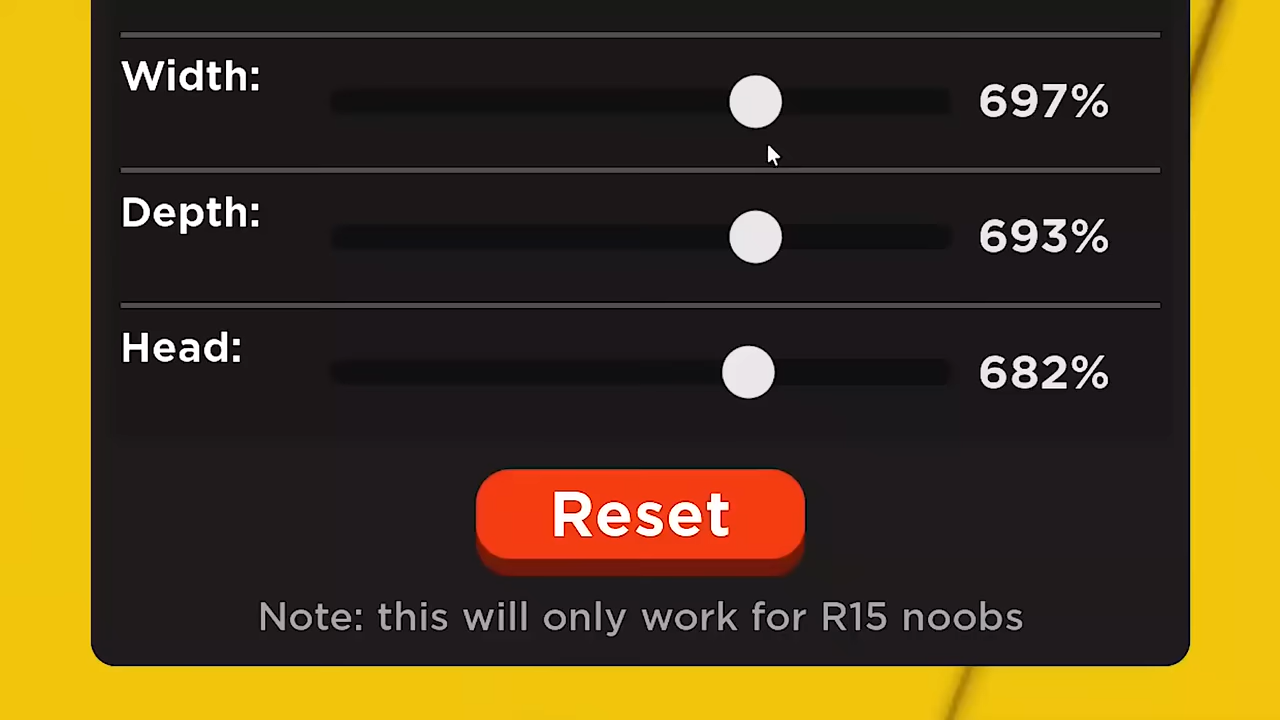 Width:
697%
Depth:
693%
Head:
682%
Reset
Note: this will only work for R15 noobs